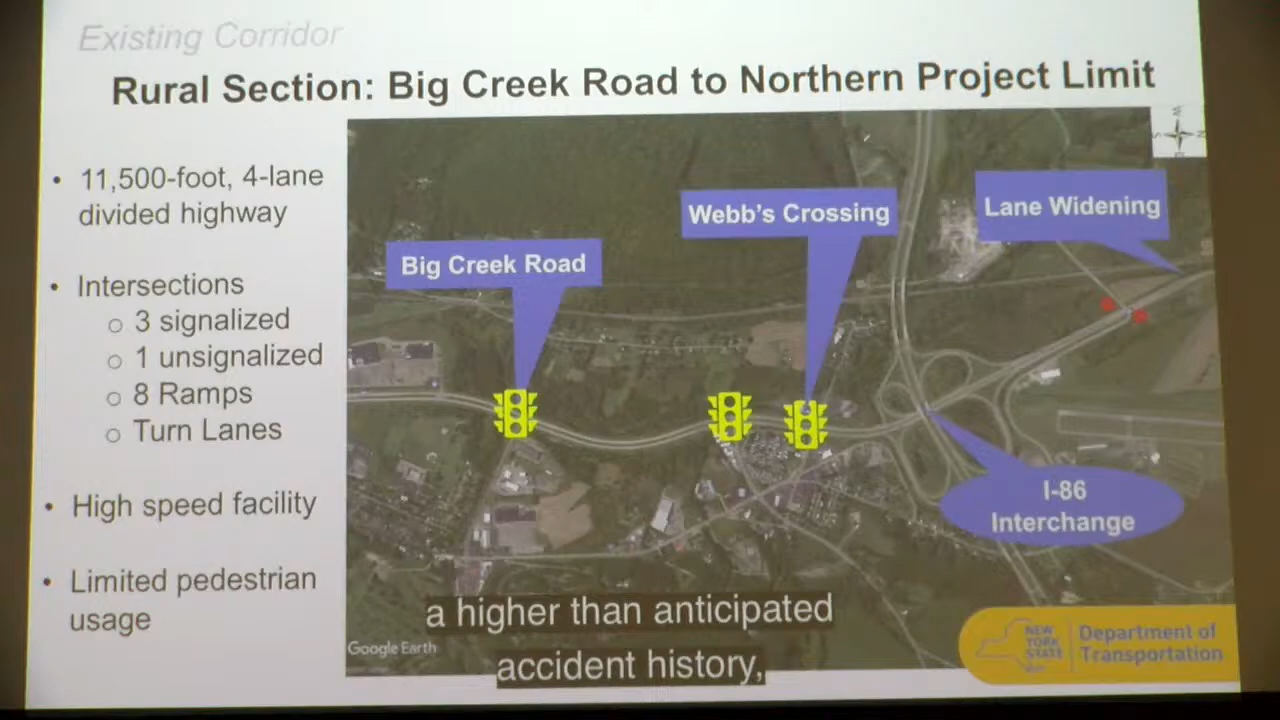 Existing Corridor
Rural Section: Big Creek Road to Northern Project Limit
• 11,500-foot, 4-lane
divided highway
• Intersections
o 3 signalized
o 1 unsignalized
o 8 Ramps
o Turn Lanes
• High speed facility
• Limited pedestrian
usage
Big Creek Road
Webb's Crossing
Lane Widening
I-86
Interchange
Google Earth
NEW
YORK
STATE
Department of
Transportation
a higher than anticipated
accident history,